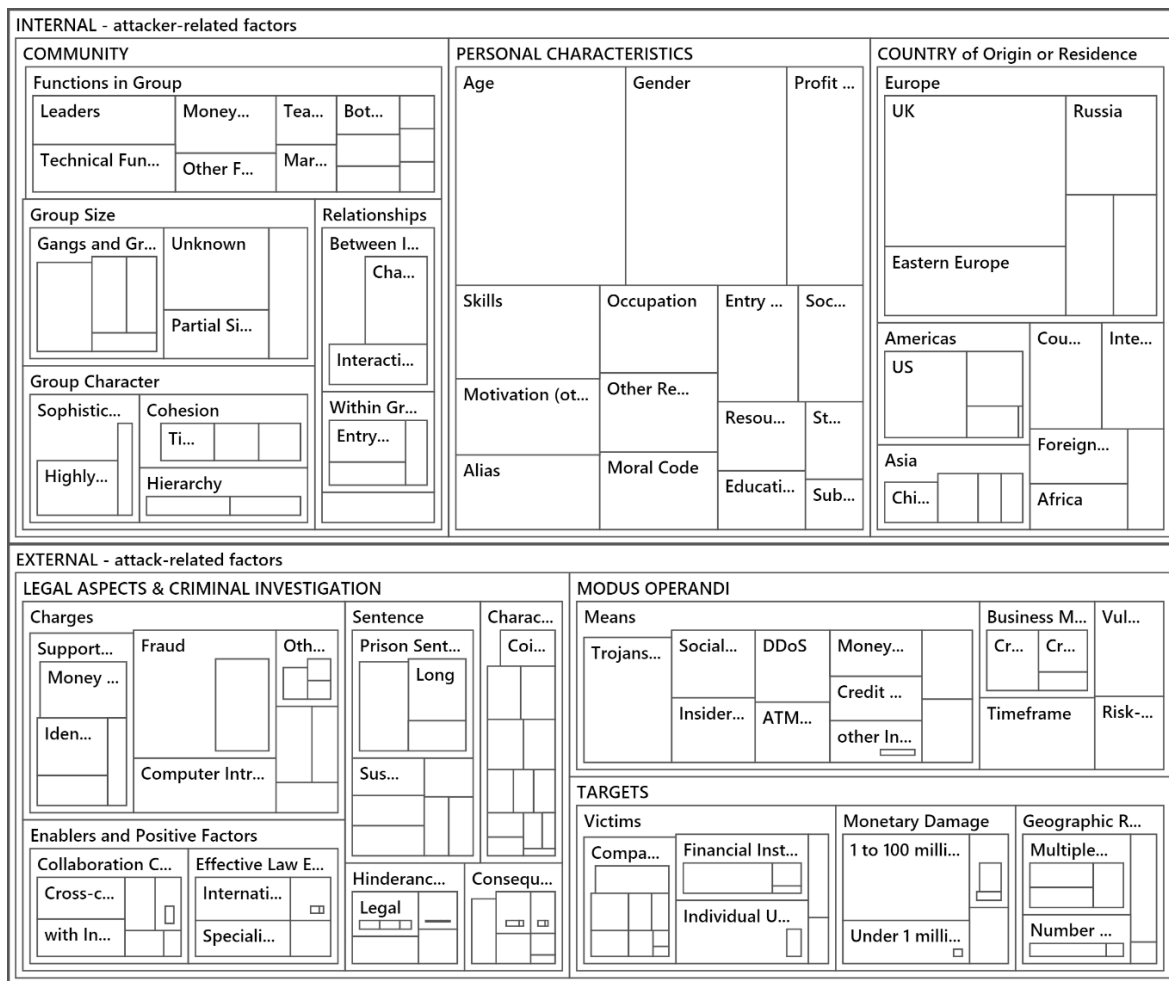 INTERNAL - attacker-related factors
COMMUNITY
Functions in Group
Leaders
Money...
Tea...
Bot...
Technical Fun...
Other F...
Mar...
Group Size
Gangs and Gr...
Unknown
Partial Si...
Relationships
Between I...
Cha...
Interacti...
Within Gr...
Entry...
Group Character
Sophistic...
Highly...
Cohesion
Ti...
Hierarchy
PERSONAL CHARACTERISTICS
Age
Gender
Profit ...
Skills
Occupation
Entry ...
Soc...
Motivation (ot...
Other Re...
Resou...
St...
Alias
Moral Code
Educati...
Sub...
COUNTRY of Origin or Residence
Europe
UK
Russia
Eastern Europe
Americas
US
Cou...
Inte...
Asia
Chi...
Foreign...
Africa
EXTERNAL - attack-related factors
LEGAL ASPECTS & CRIMINAL INVESTIGATION
Charges
Support...
Money ...
Iden...
Fraud
Oth...
Computer Intr...
Sentence
Prison Sent...
Long
Sus...
Charac...
Coi...
Enablers and Positive Factors
Collaboration C...
Cross-c...
with In...
Effective Law E...
Internati...
Speciali...
Hinderanc...
Legal
Consequ...
MODUS OPERANDI
Means
Trojans...
Social...
DDoS
Money...
Insider...
ATM...
Credit ...
other In...
Business M...
Cr...
Cr...
Timeframe
Vul...
Risk-...
TARGETS
Victims
Compa...
Financial Inst...
Individual U...
Monetary Damage
1 to 100 milli...
Under 1 milli...
Geographic R...
Multiple...
Number ...